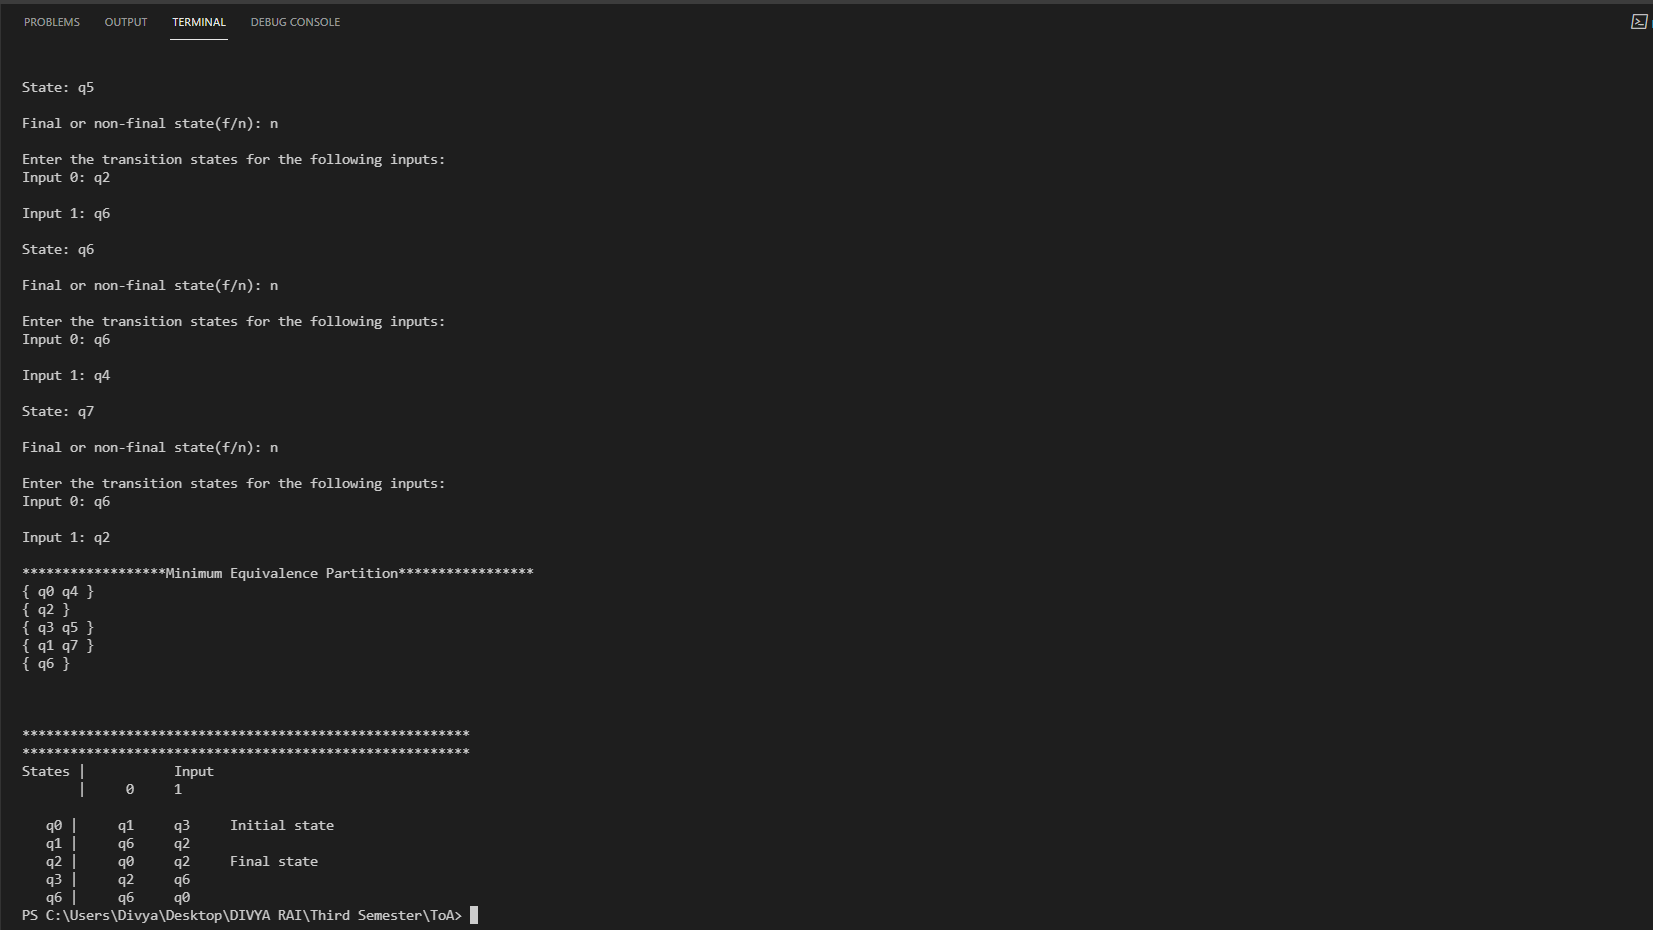 PROBLEMS OUTPUT TERMINAL DEBUG CONSOLE
State: q5
Final or non-final state(f/n): n
Enter the transition states for the following inputs:
Input 0: q2
Input 1: q6
State: q6
Final or non-final state(f/n): n
Enter the transition states for the following inputs:
Input 0: q6
Input 1: q4
State: q7
Final or non-final state(f/n): n
Enter the transition states for the following inputs:
Input 0: q6
Input 1: q2
******************Minimum Equivalence Partition*****************
{ q0 q4 }
{ q2 }
{ q3 q5 }
{ q1 q7 }
{ q6 }
********************************************************
********************************************************
States |           Input
       |     0     1
   q0 |     q1     q3     Initial state
   q1 |     q6     q2
   q2 |     q0     q2     Final state
   q3 |     q2     q6
   q6 |     q6     q0
PS C:\Users\Divya\Desktop\DIVYA RAI\Third Semester\ToA>